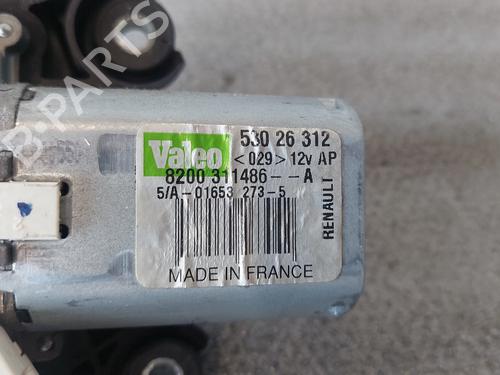 Valeo 530 26 312
<029> 12v AP
8200 311486--A
5/A-01653 273-5
RENAULT
MADE IN FRANCE
B-PARTS